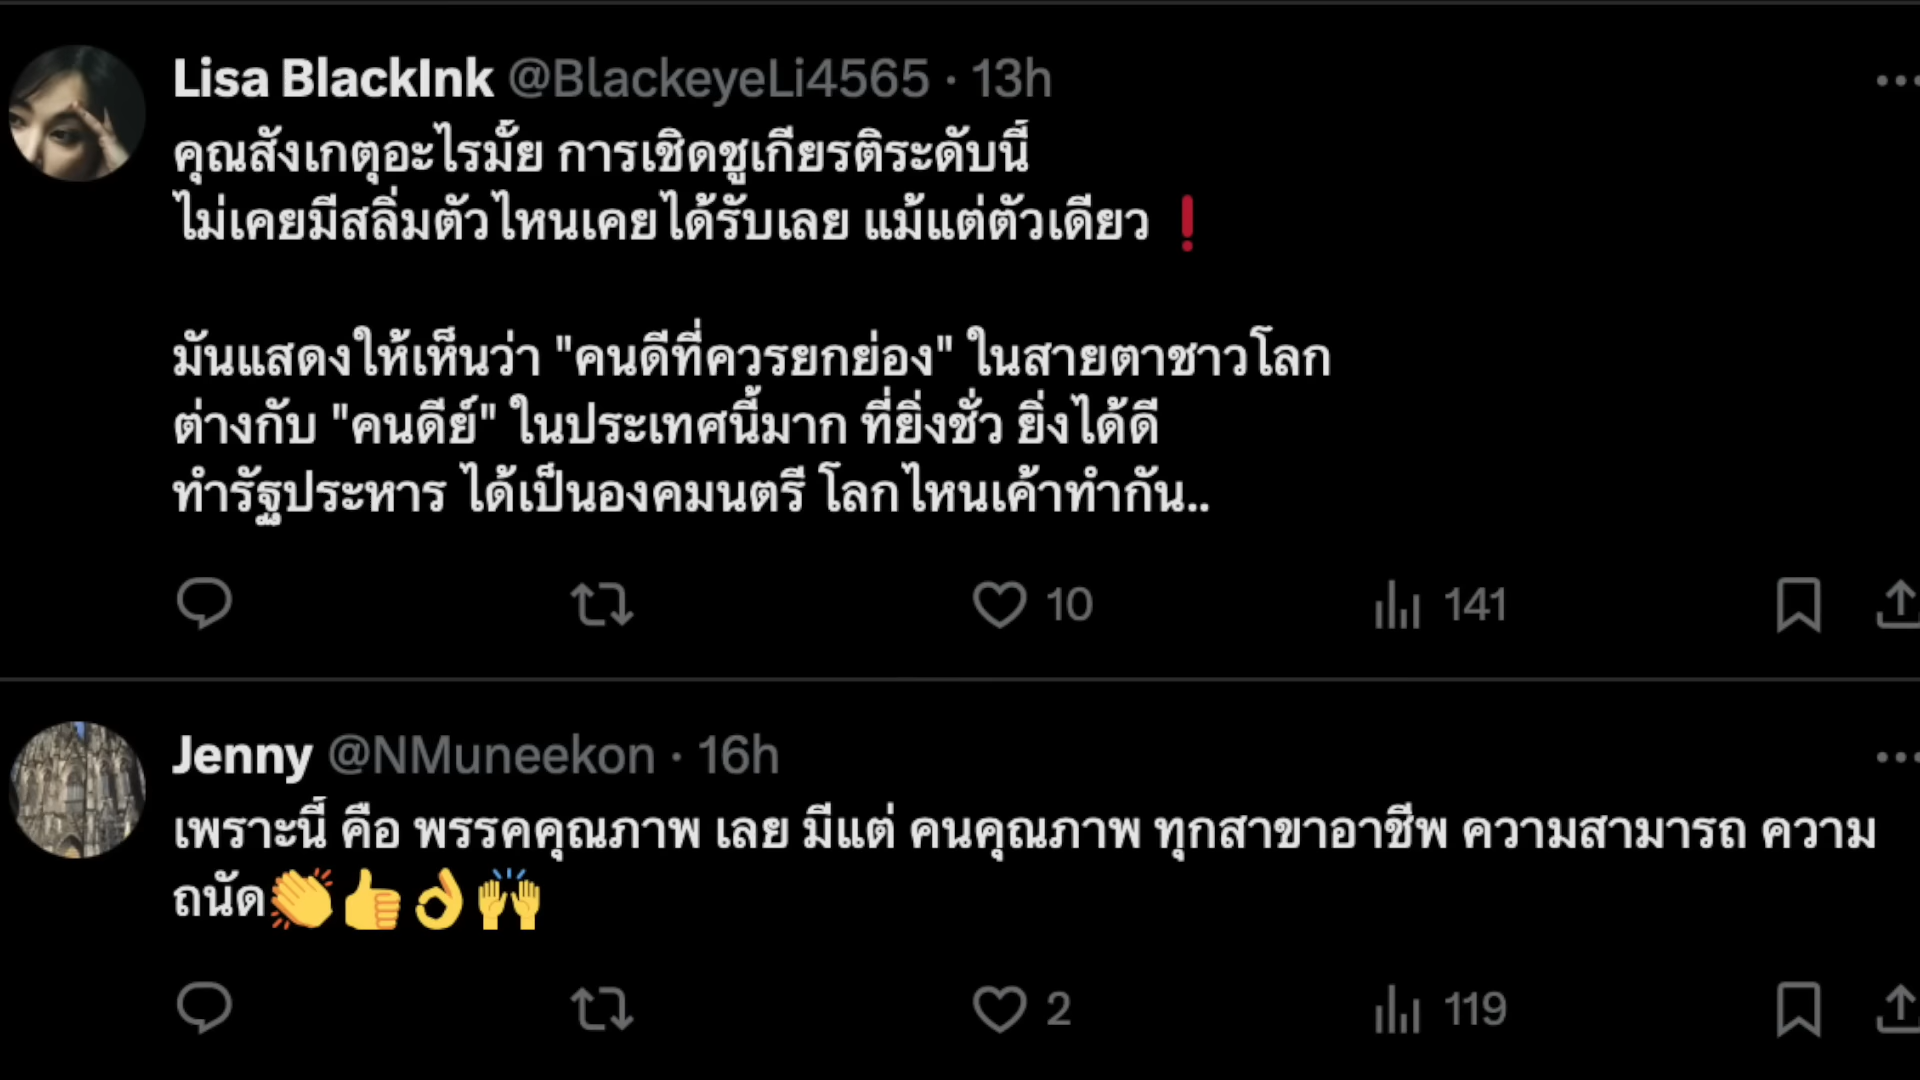 Lisa BlackInk @BlackeyeLi4565 · 13h
คุณสังเกตุอะไรมั้ย การเชิดชูเกียรติระดับนี้
ไม่เคยมีสลิ่มตัวไหนเคยได้รับเลย แม้แต่ตัวเดียว❗
มันแสดงให้เห็นว่า "คนดีที่ควรยกย่อง" ในสายตาชาวโลก
ต่างกับ "คนดีย์" ในประเทศนี้มาก ที่ยิ่งชั่ว ยิ่งได้ดี
ทำรัฐประหาร ได้เป็นองคมนตรี โลกไหนเค้าทำกัน..
10 141
Jenny @NMuneekon · 16h
เพราะนี้ คือ พรรคคุณภาพ เลย มีแต่ คนคุณภาพ ทุกสาขาอาชีพ ความสามารถ ความ
ถนัด👏👍👌🙌
2 119